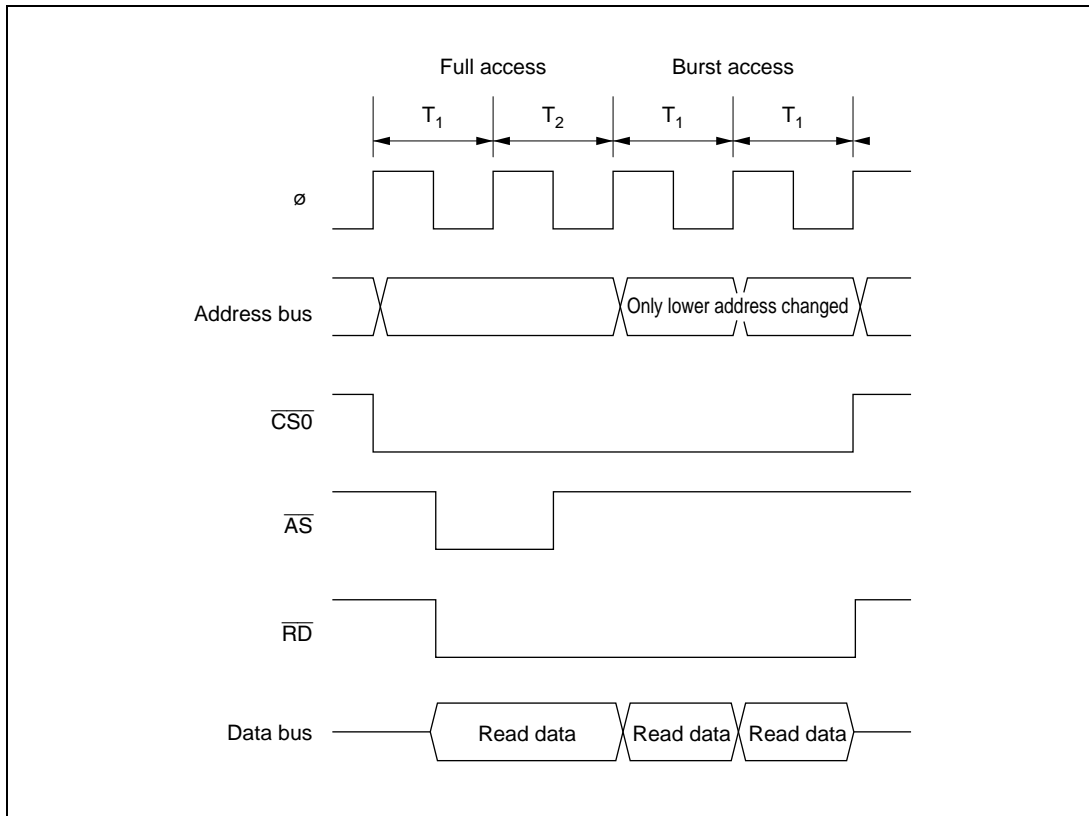 Full access Burst access
T1 T2 T1 T1
ø
Address bus Only lower address changed
CS0
AS
RD
Data bus Read data Read data Read data